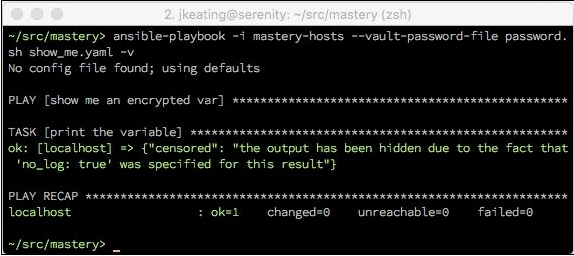 2. jkeating@serenity: ~/src/mastery (zsh)
~/src/mastery> ansible-playbook -i mastery-hosts --vault-password-file password.
sh show_me.yaml -v
No config file found; using defaults
PLAY [show me an encrypted var] ************************************************
TASK [print the variable] ******************************************************
ok: [localhost] => {"censored": "the output has been hidden due to the fact that
'no_log: true' was specified for this result"}
PLAY RECAP *********************************************************************
localhost : ok=1 changed=0 unreachable=0 failed=0
~/src/mastery> _